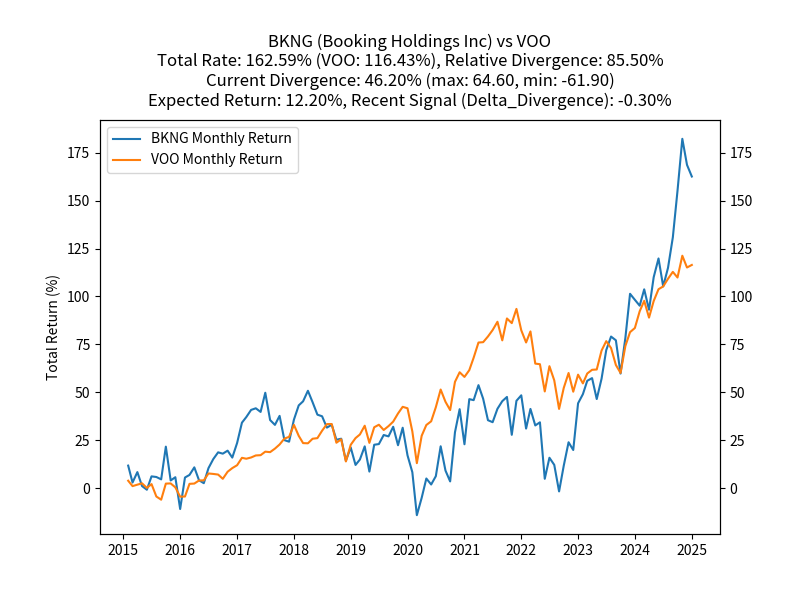 BKNG (Booking Holdings Inc) vs VOO
Total Rate: 162.59% (VOO: 116.43%), Relative Divergence: 85.50%
Current Divergence: 46.20% (max: 64.60, min: -61.90)
Expected Return: 12.20%, Recent Signal (Delta_Divergence): -0.30%
BKNG Monthly Return
VOO Monthly Return
Total Return (%)
175 175
150 150
125 125
100 100
75 75
50 50
25 25
0 0
2015 2016 2017 2018 2019 2020 2021 2022 2023 2024 2025